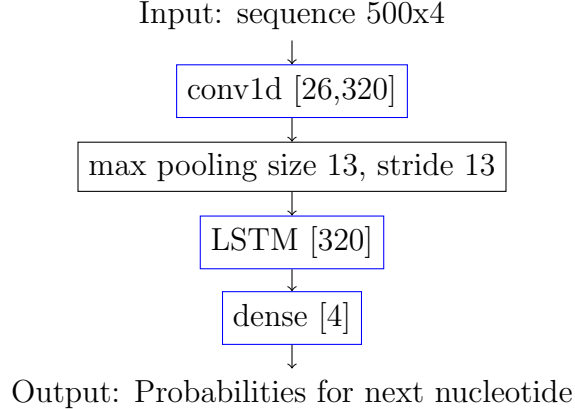 Input: sequence 500x4
conv1d [26,320]
max pooling size 13, stride 13
LSTM [320]
dense [4]
Output: Probabilities for next nucleotide